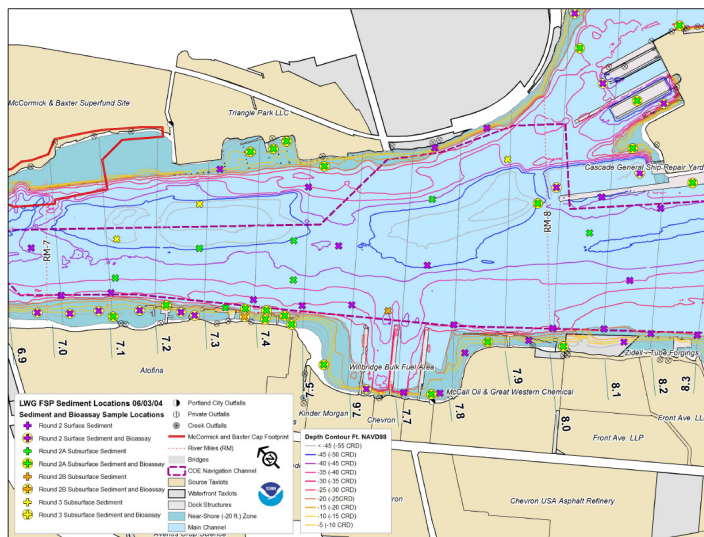 McCormick & Baxter Superfund Site
Triangle Park LLC
Cascade General Ship Repair Yard
RM-7
RM-8
6.9
7.0
7.1
7.2
7.3
7.4
7.5
7.6
7.7
7.8
7.9
8.0
8.1
8.2
8.3
Atofina
Willbridge Bulk Fuel Area
Kinder Morgan
Chevron
McCall Oil & Great Western Chemical
Zidell - Tube Forgings
Front Ave. LLP
Front Ave. LLP
Chevron USA Asphalt Refinery
LWG FSP Sediment Locations 06/03/04
Sediment and Bioassay Sample Locations
Round 2 Surface Sediment
Round 2 Surface Sediment and Bioassay
Round 2A Subsurface Sediment
Round 2A Subsurface Sediment and Bioassay
Round 2B Subsurface Sediment
Round 2B Subsurface Sediment and Bioassay
Round 3 Subsurface Sediment
Round 3 Subsurface Sediment and Bioassay
Portland City Outfalls
Private Outfalls
Creek Outfalls
McCormick and Baxter Cap Footprint
River Miles (RM)
Bridges
COE Navigation Channel
Source Taxlots
Waterfront Taxlots
Dock Structures
Near-Shore (-20 ft.) Zone
Main Channel
N
NOAA
Depth Contour Ft. NAVD88
< -45 (-55 CRD)
-45 (-50 CRD)
-40 (-45 CRD)
-35 (-40 CRD)
-30 (-35 CRD)
-25 (-30 CRD)
-20 (-25CRD)
-15 (-20 CRD)
-10 (-15 CRD)
-5 (-10 CRD)